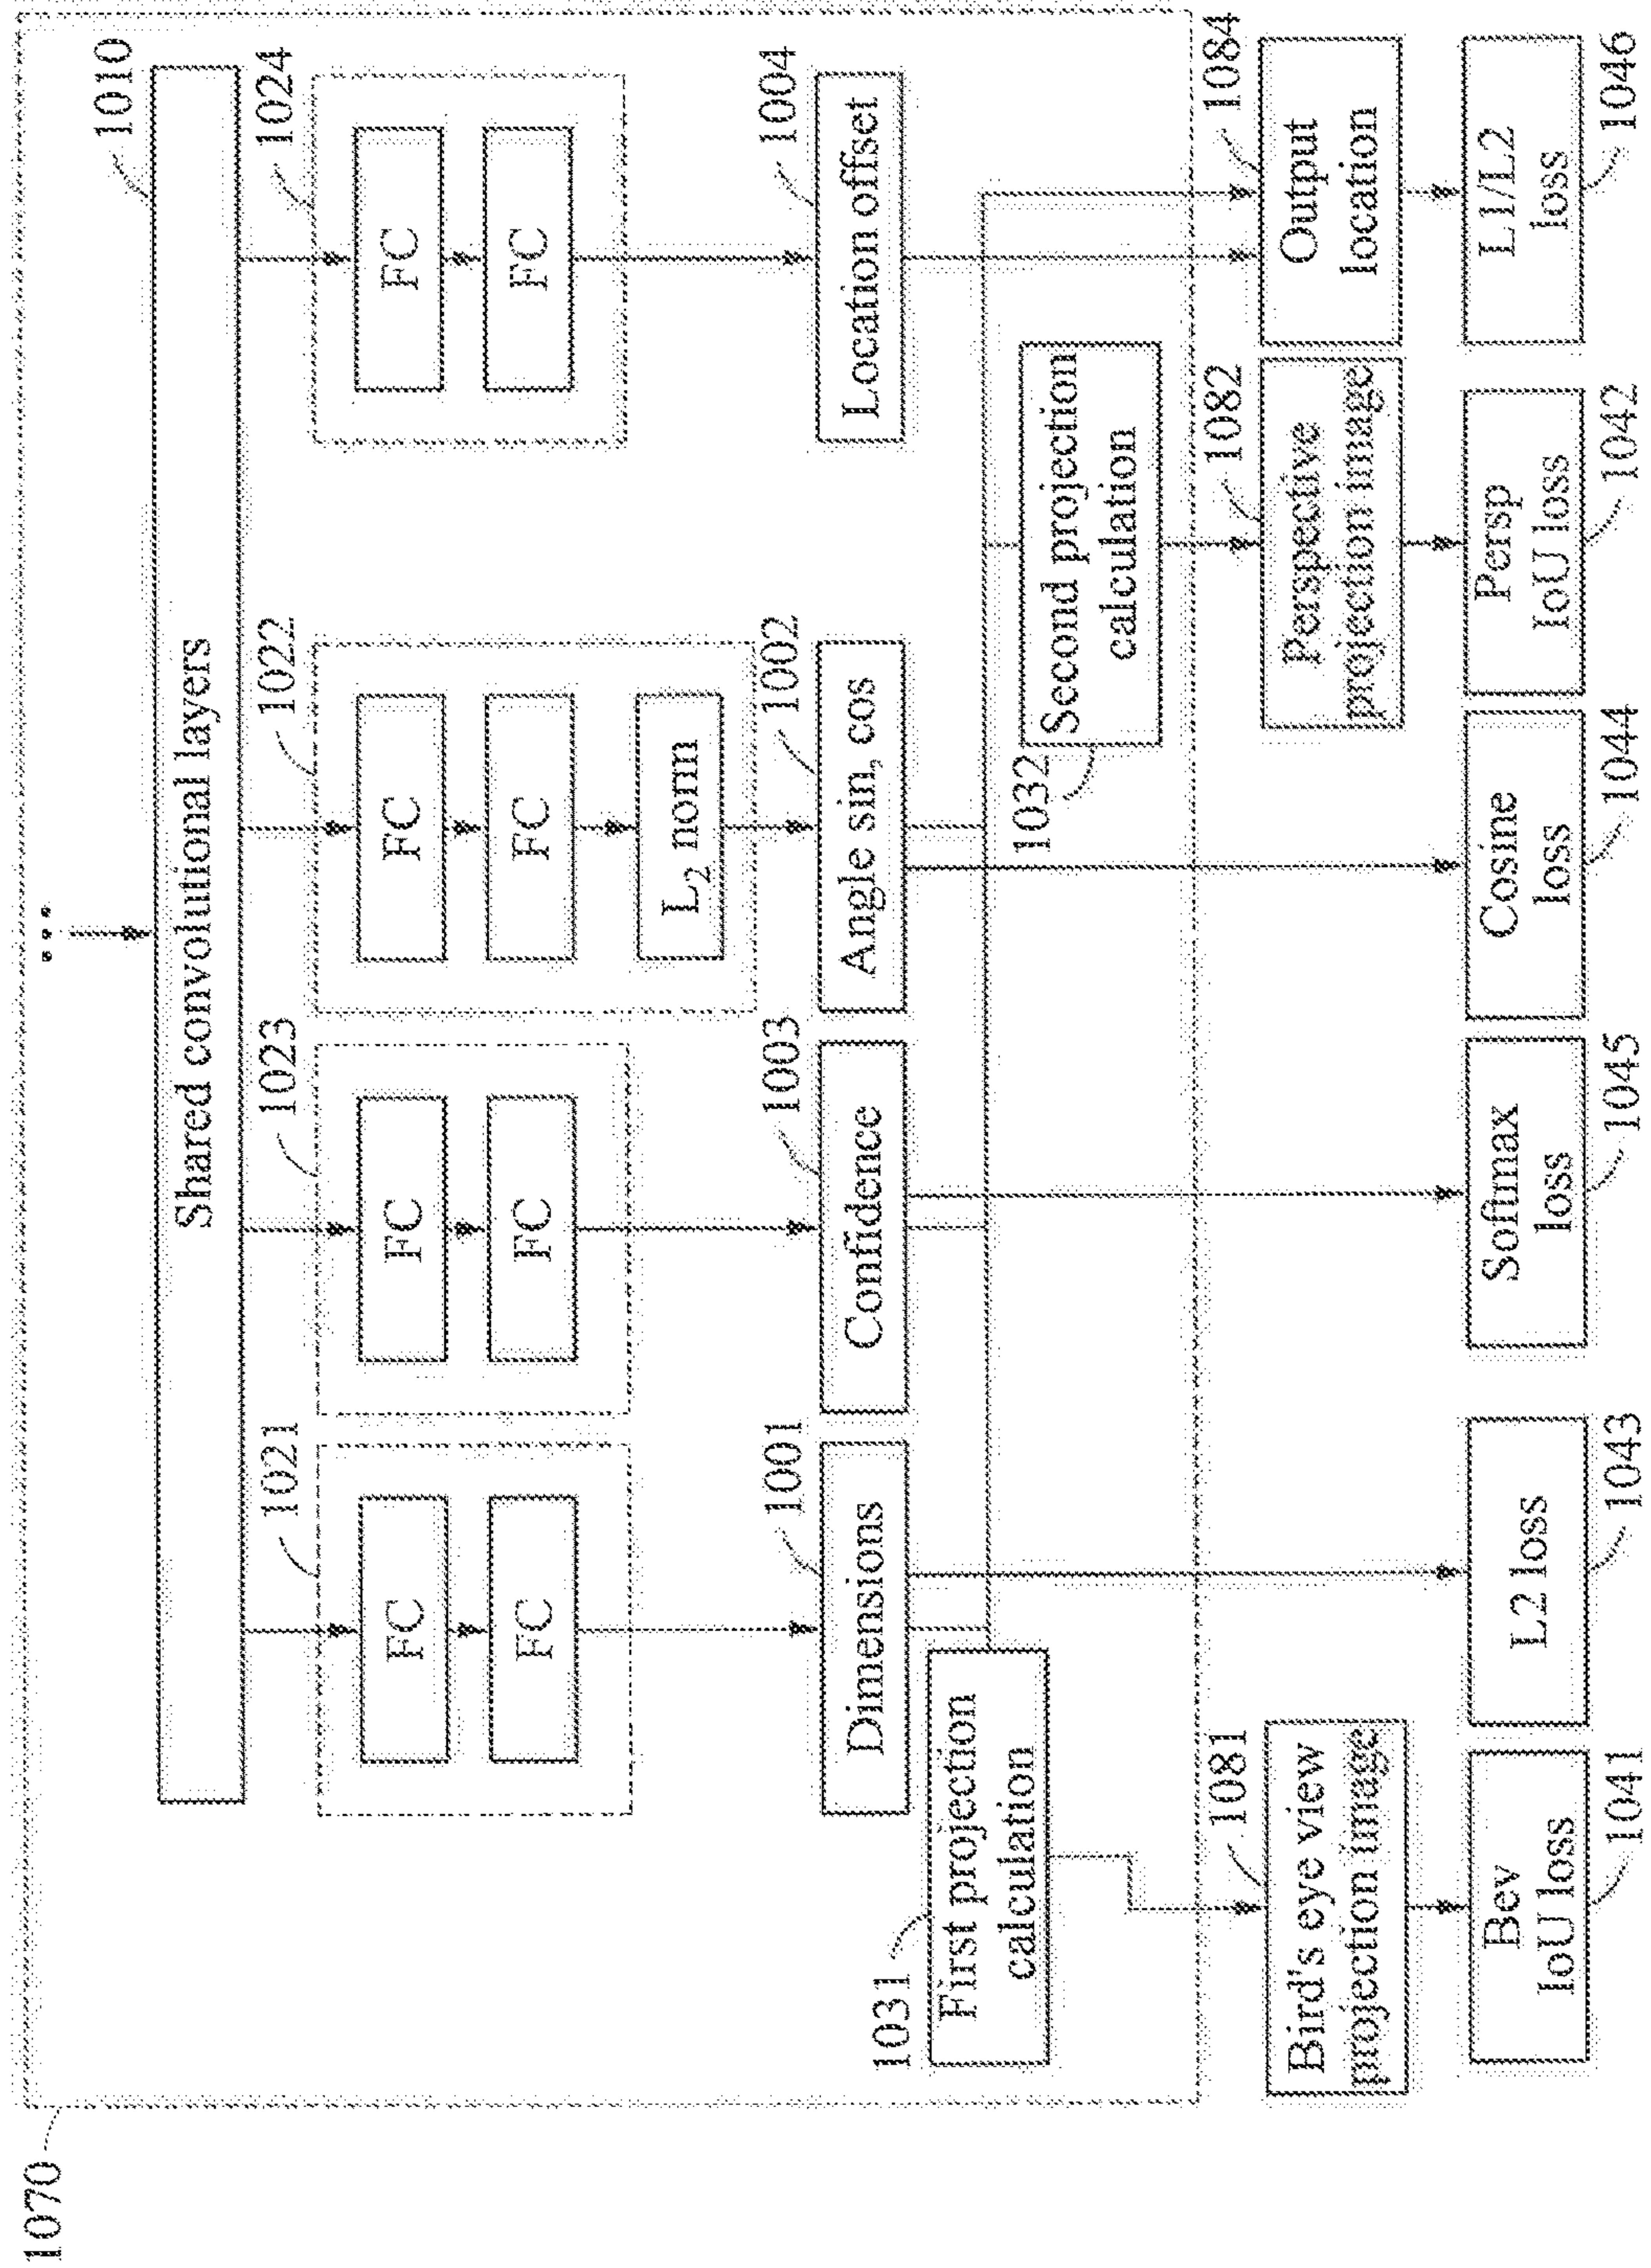 1070
1010
Shared convolutional layers
1021
1023
1022
1024
FC
FC
FC
FC
FC
FC
FC
FC
L₂ norm
1001
1003
1002
1004
Dimensions
Confidence
Angle sin, cos
Location offset
1031
First projection
calculation
1032
Second projection
calculation
1081
1082
1084
Bird's eye view
projection image
Perspective
projection image
Output
location
Bev
IoU loss
L2 loss
Softmax
loss
Cosine
loss
Persp
IoU loss
L1/L2
loss
1041
1043
1045
1044
1042
1046